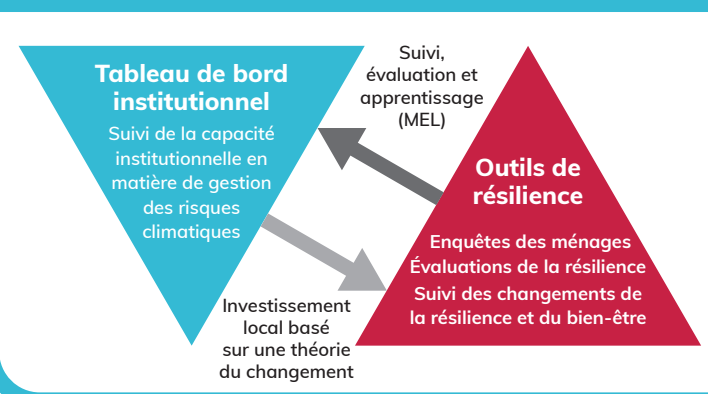 Tableau de bord
institutionnel
Suivi de la capacité
institutionnelle en
matière de gestion
des risques
climatiques
Suivi,
évaluation et
apprentissage
(MEL)
Outils de
résilience
Enquêtes des ménages
Évaluations de la résilience
Suivi des changements de
la résilience et du bien-être
Investissement
local basé
sur une théorie
du changement